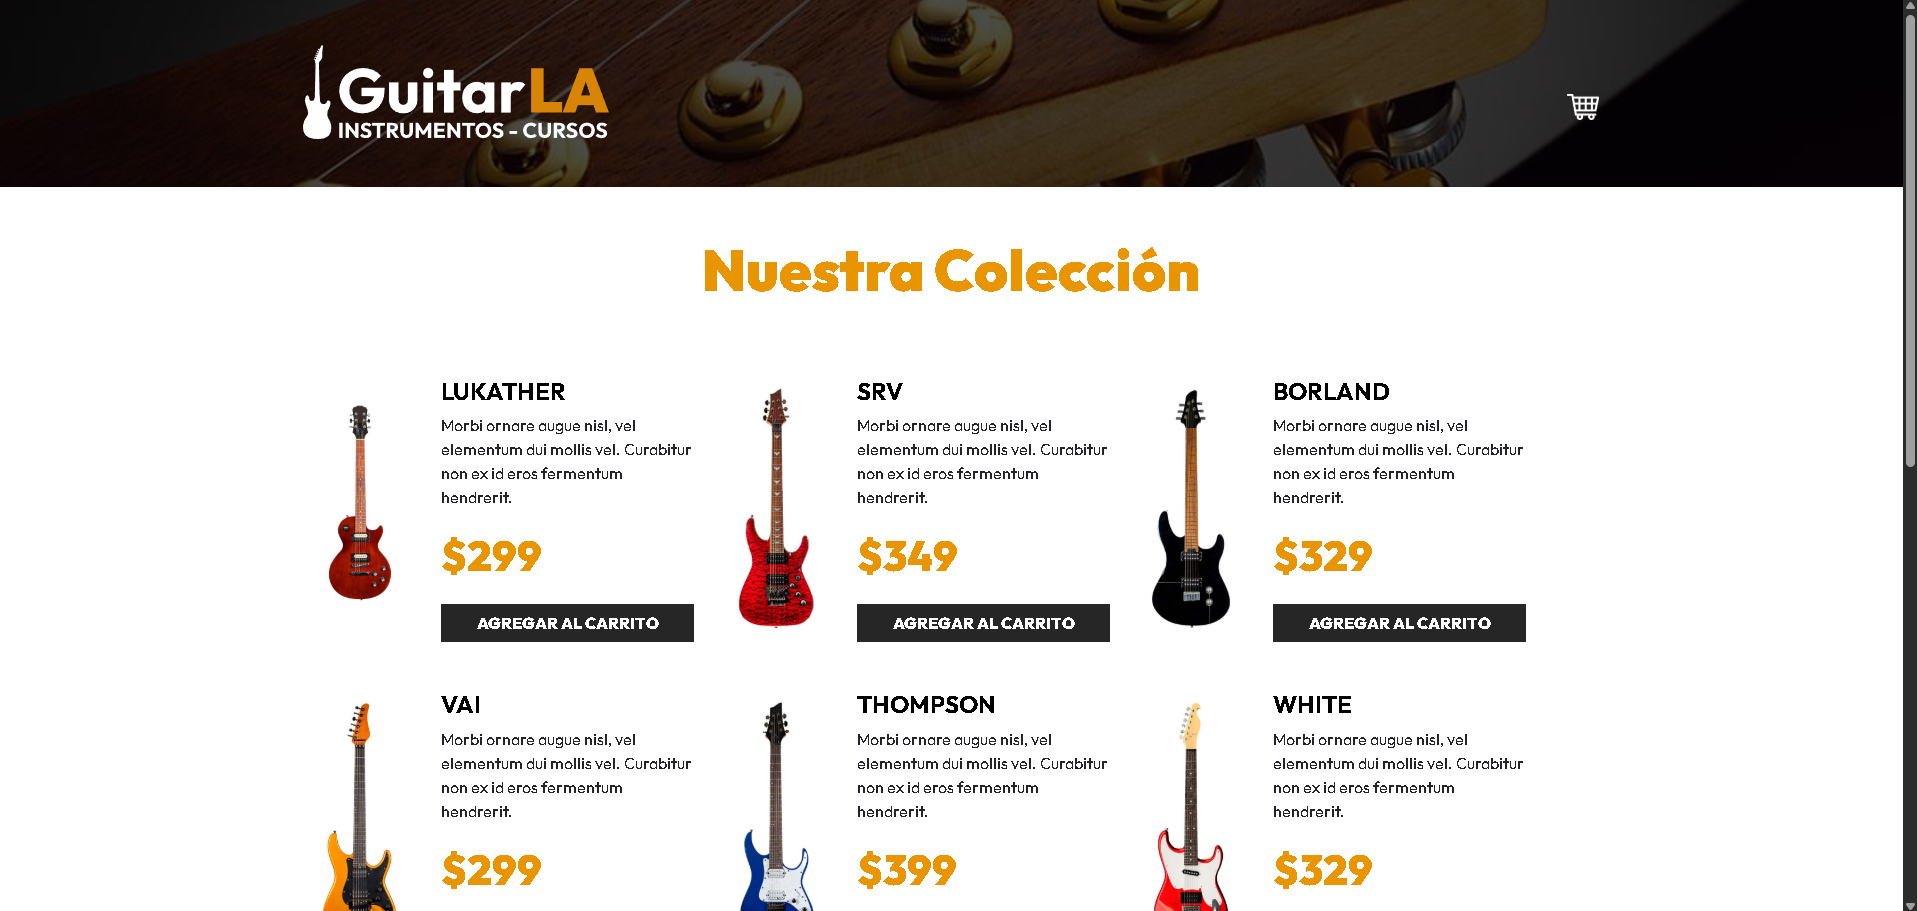 GuitarLA
INSTRUMENTOS - CURSOS
Nuestra Colección
LUKATHER
Morbi ornare augue nisl, vel
elementum dui mollis vel. Curabitur
non ex id eros fermentum
hendrerit.
$299
AGREGAR AL CARRITO
SRV
Morbi ornare augue nisl, vel
elementum dui mollis vel. Curabitur
non ex id eros fermentum
hendrerit.
$349
AGREGAR AL CARRITO
BORLAND
Morbi ornare augue nisl, vel
elementum dui mollis vel. Curabitur
non ex id eros fermentum
hendrerit.
$329
AGREGAR AL CARRITO
VAI
Morbi ornare augue nisl, vel
elementum dui mollis vel. Curabitur
non ex id eros fermentum
hendrerit.
$299
THOMPSON
Morbi ornare augue nisl, vel
elementum dui mollis vel. Curabitur
non ex id eros fermentum
hendrerit.
$399
WHITE
Morbi ornare augue nisl, vel
elementum dui mollis vel. Curabitur
non ex id eros fermentum
hendrerit.
$329